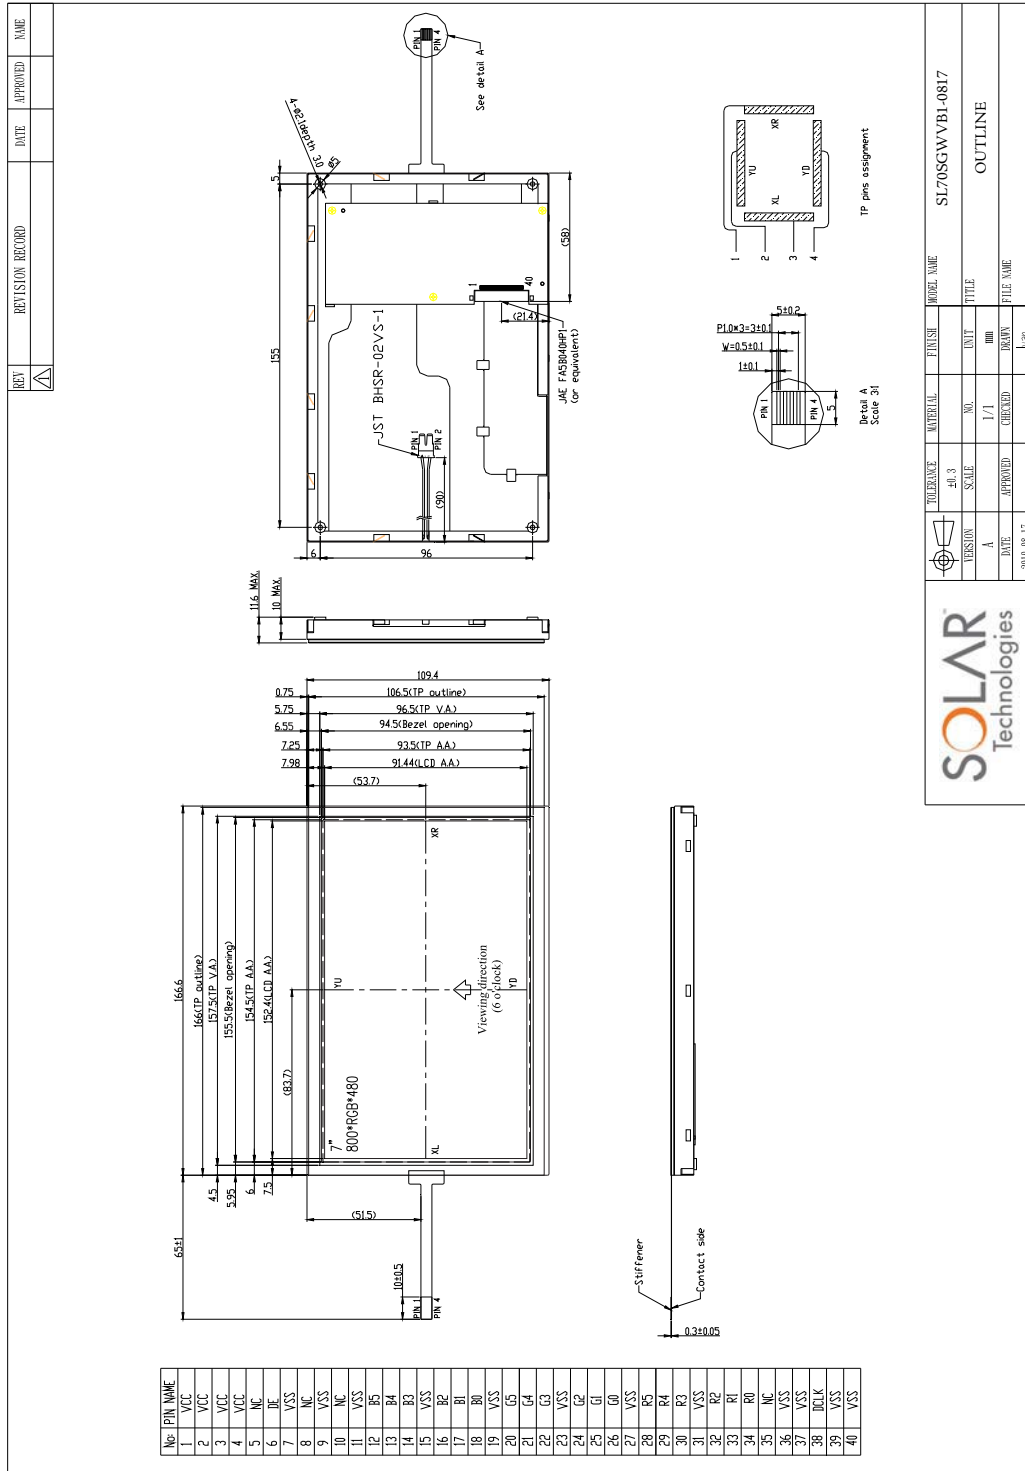 REV
REVISION RECORD
DATE
APPROVED
NAME
1
4-ø2.1depth 3.0
ø5
5
155
6
96
(90)
(58)
(21.4)
1
40
JST BHSR-02VS-1
PIN 1
PIN 2
JAE FA5B040HP1
(or equivalent)
PIN 1
PIN 4
See detail A
11.6 MAX.
10 MAX.
TP pins assignment
XR
YU
YD
XL
1
2
3
4
5±0.2
P1.0*3=3±0.1
W=0.5±0.1
1±0.1
PIN 1
PIN 4
5
Detail A
Scale 3:1
109.4
0.75
106.5(TP outline)
5.75
96.5(TP V.A.)
6.55
94.5(Bezel opening)
7.25
93.5(TP A.A.)
7.98
91.44(LCD A.A.)
(53.7)
166.6
166(TP outline)
157.5(TP V.A.)
155.5(Bezel opening)
154.5(TP A.A.)
152.4(LCD A.A.)
(83.7)
4.5
5.95
6
7.5
65±1
10±0.5
(51.5)
7"
800*RGB*480
XL
XR
YU
YD
Viewing direction
(6 o'clock)
PIN 1
PIN 4
Stiffener
Contact side
0.3±0.05
No: PIN NAME
1 VCC
2 VCC
3 VCC
4 VCC
5 NC
6 DE
7 VSS
8 NC
9 VSS
10 NC
11 VSS
12 B5
13 B4
14 B3
15 VSS
16 B2
17 B1
18 B0
19 VSS
20 G5
21 G4
22 G3
23 VSS
24 G2
25 G1
26 G0
27 VSS
28 R5
29 R4
30 R3
31 VSS
32 R2
33 R1
34 R0
35 NC
36 VSS
37 VSS
38 DCLK
39 VSS
40 VSS
SOLAR
Technologies
TOLERANCE
±0.3
MATERIAL
FINISH
MODEL NAME
SL70SGWVB1-0817
VERSION
A
SCALE
NO.
1/1
UNIT
mm
TITLE
OUTLINE
DATE
APPROVED
CHECKED
DRAWN
FILE NAME